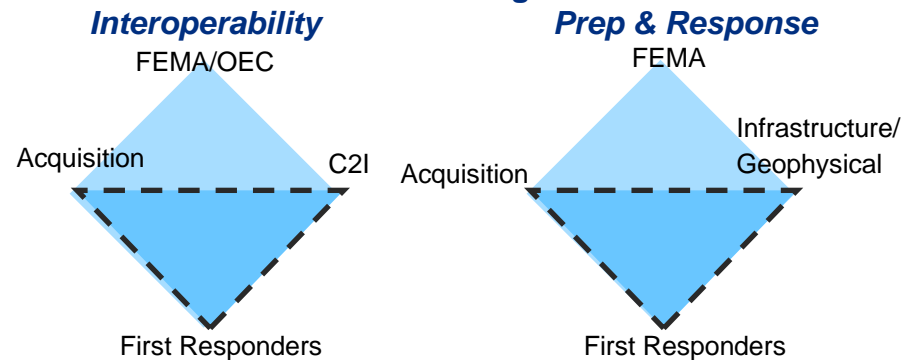 Interoperability
FEMA/OEC
Acquisition
C2I
First Responders
Prep & Response
FEMA
Acquisition
Infrastructure/
Geophysical
First Responders